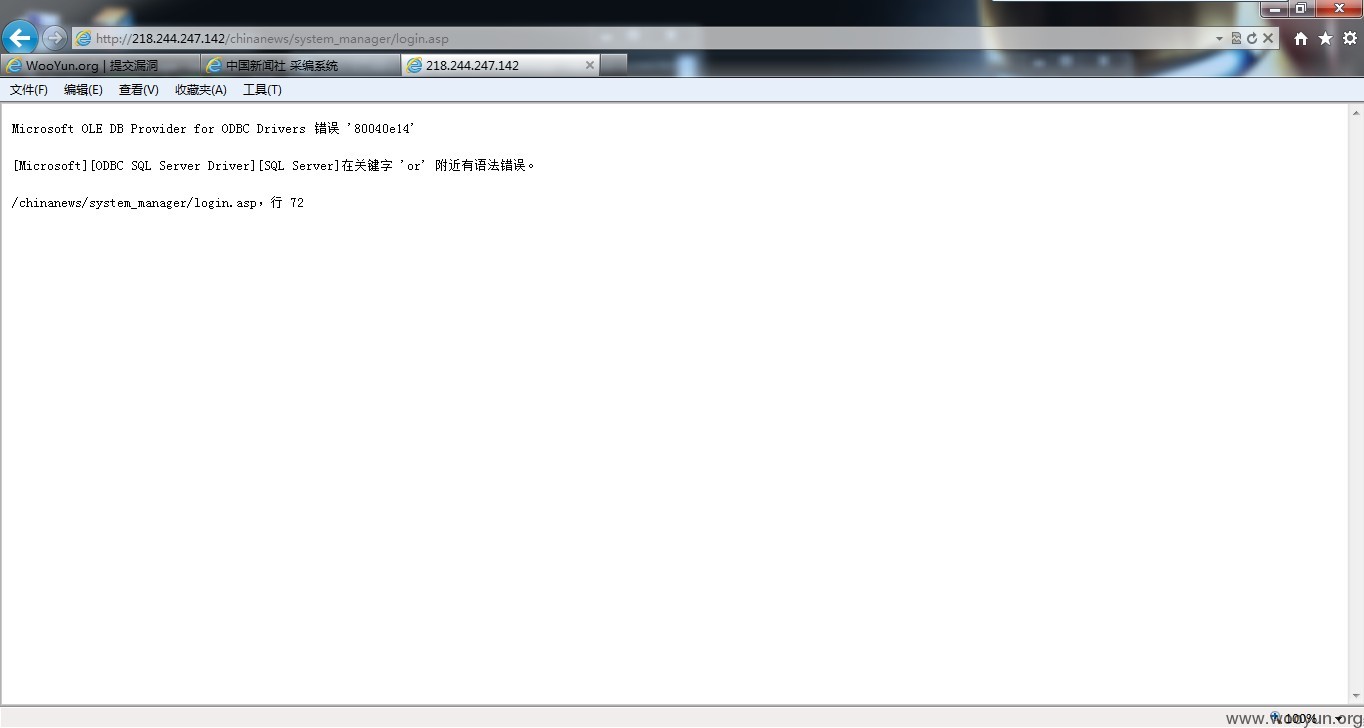 http://218.244.247.142/chinanews/system_manager/login.asp
WooYun.org | 提交漏洞 中国新闻社 采编系统 218.244.247.142
文件(F) 编辑(E) 查看(V) 收藏夹(A) 工具(T)
Microsoft OLE DB Provider for ODBC Drivers 错误 '80040e14'
[Microsoft][ODBC SQL Server Driver][SQL Server]在关键字 'or' 附近有语法错误。
/chinanews/system_manager/login.asp，行 72
www.wooyun.org
100%